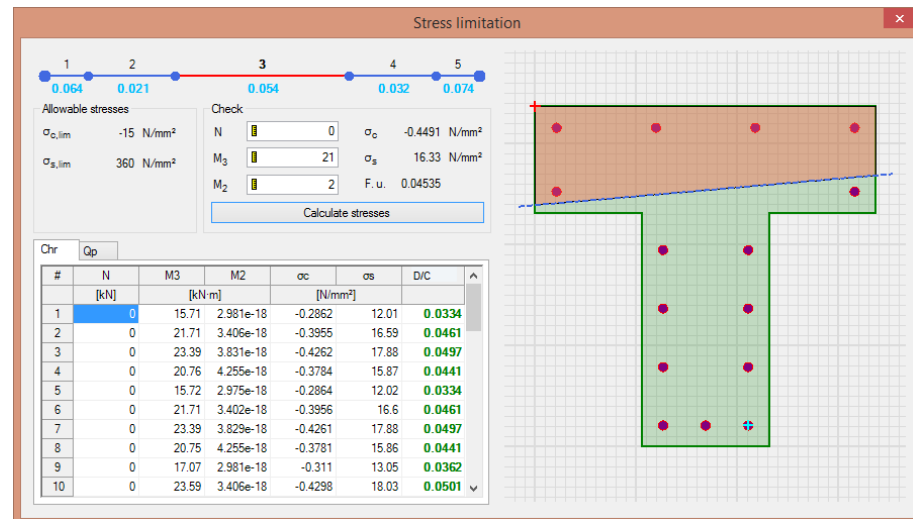 Stress limitation
1 2 3 4 5
0.064 0.021 0.054 0.032 0.074
Allowable stresses
σc,lim -15 N/mm²
σs,lim 360 N/mm²
Check
N 0 σc -0.4491 N/mm²
M3 21 σs 16.33 N/mm²
M2 2 F. u. 0.04535
Calculate stresses
Chr Qp
# N M3 M2 σc σs D/C
[kN] [kN·m] [N/mm²]
1 0 15.71 2.981e-18 -0.2862 12.01 0.0334
2 0 21.71 3.406e-18 -0.3955 16.59 0.0461
3 0 23.39 3.831e-18 -0.4262 17.88 0.0497
4 0 20.76 4.255e-18 -0.3784 15.87 0.0441
5 0 15.72 2.975e-18 -0.2864 12.02 0.0334
6 0 21.71 3.402e-18 -0.3956 16.6 0.0461
7 0 23.39 3.829e-18 -0.4261 17.88 0.0497
8 0 20.75 4.255e-18 -0.3781 15.86 0.0441
9 0 17.07 2.981e-18 -0.311 13.05 0.0362
10 0 23.59 3.406e-18 -0.4298 18.03 0.0501